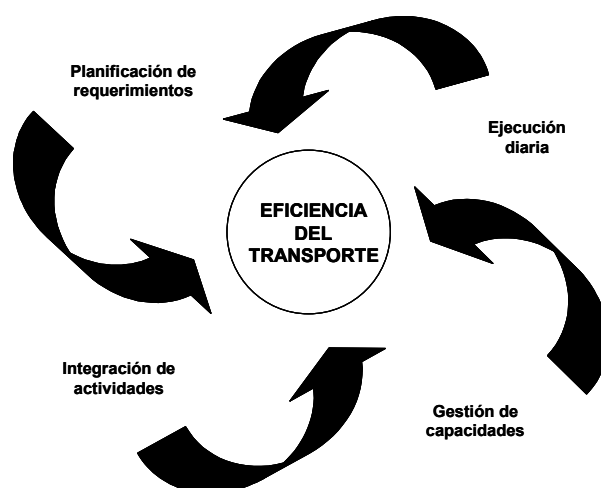 Planificación de
requerimientos
Ejecución
diaria
EFICIENCIA
DEL
TRANSPORTE
Integración de
actividades
Gestión de
capacidades